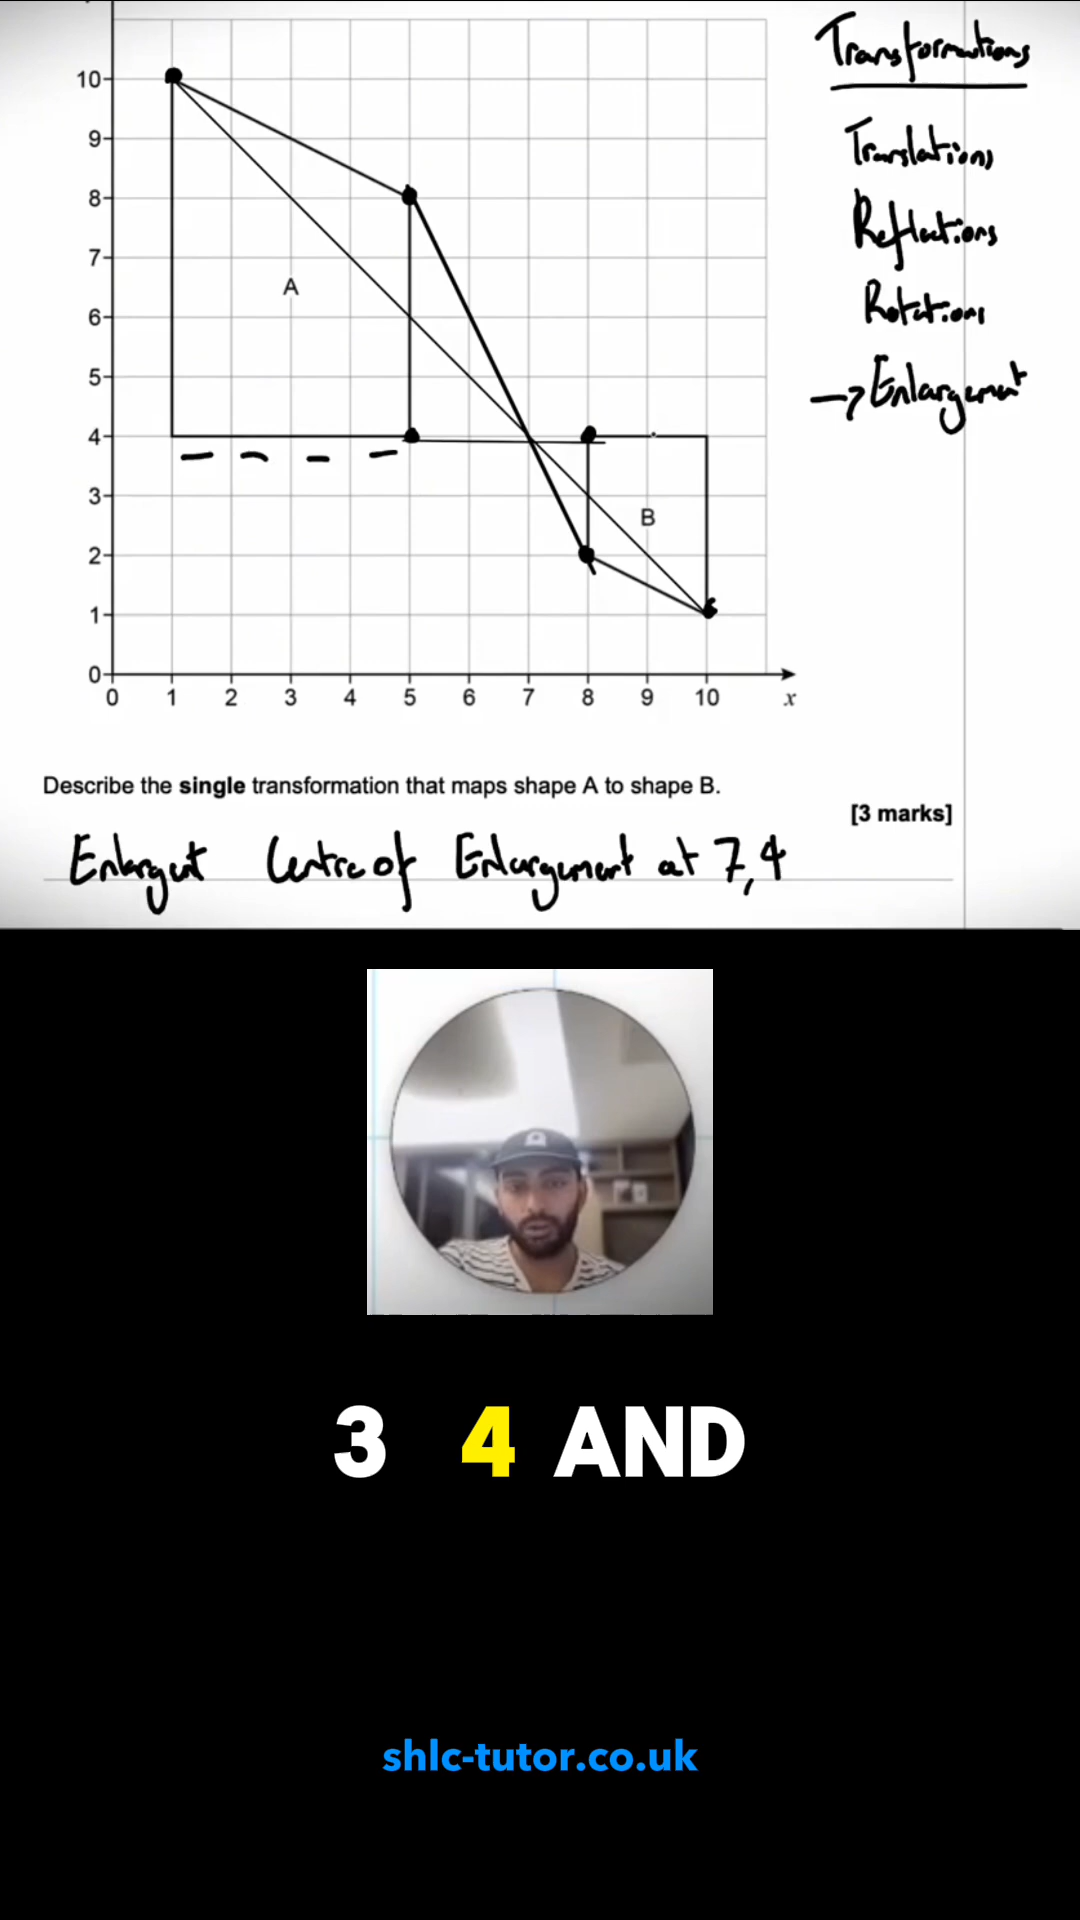 Transformations
10
9
8
7
6
5
4
3
2
1
0
Translations
Reflections
Rotations
→ Enlargement
A
B
0 1 2 3 4 5 6 7 8 9 10 x
Describe the single transformation that maps shape A to shape B.
[3 marks]
Centre of Enlargement at 7,4
3 4 AND
shlc-tutor.co.uk